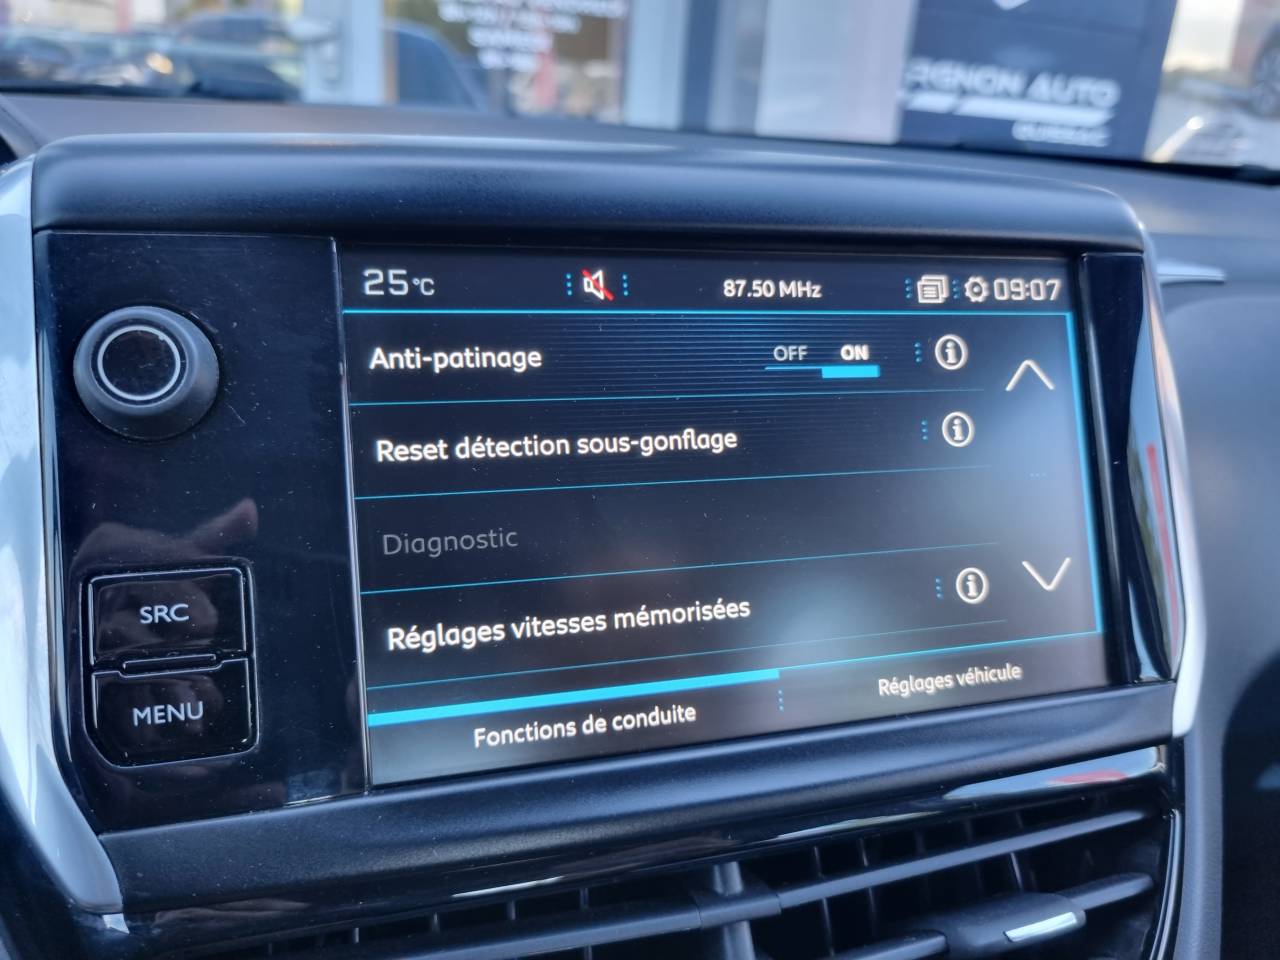 RENON AUTO
25°C
87.50 MHz
09:07
Anti-patinage
OFF ON
Reset détection sous-gonflage
Diagnostic
Réglages vitesses mémorisées
Fonctions de conduite
Réglages véhicule
SRC
MENU